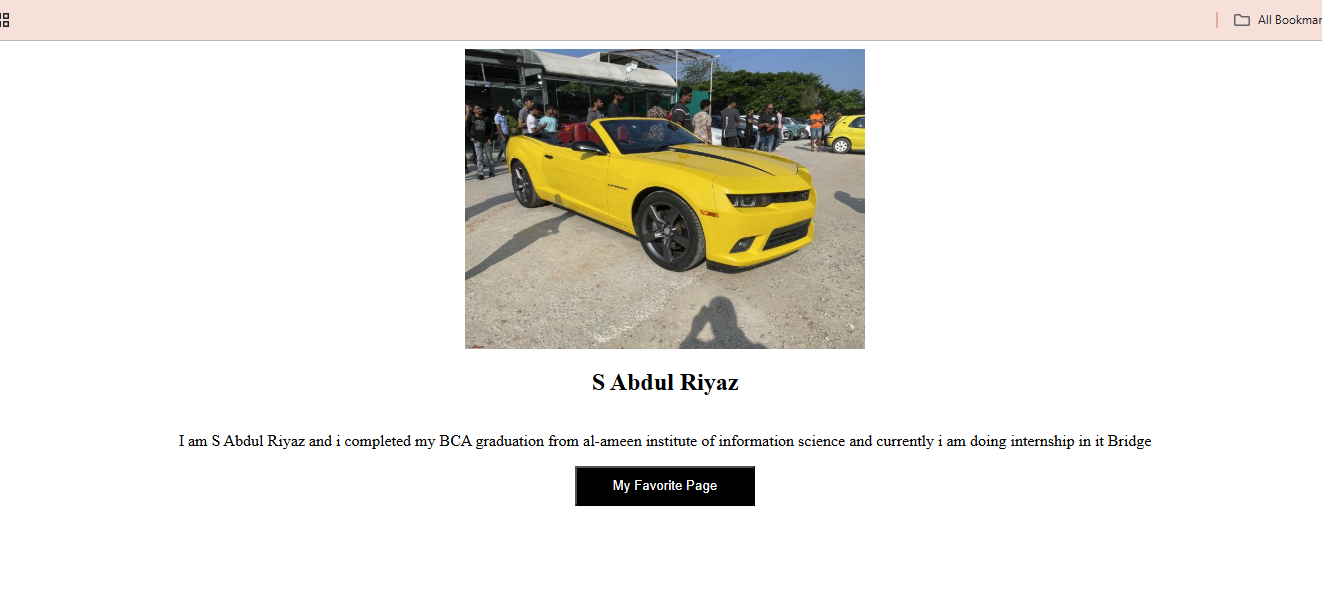 All Bookmar
S Abdul Riyaz
I am S Abdul Riyaz and i completed my BCA graduation from al-ameen institute of information science and currently i am doing internship in it Bridge
My Favorite Page